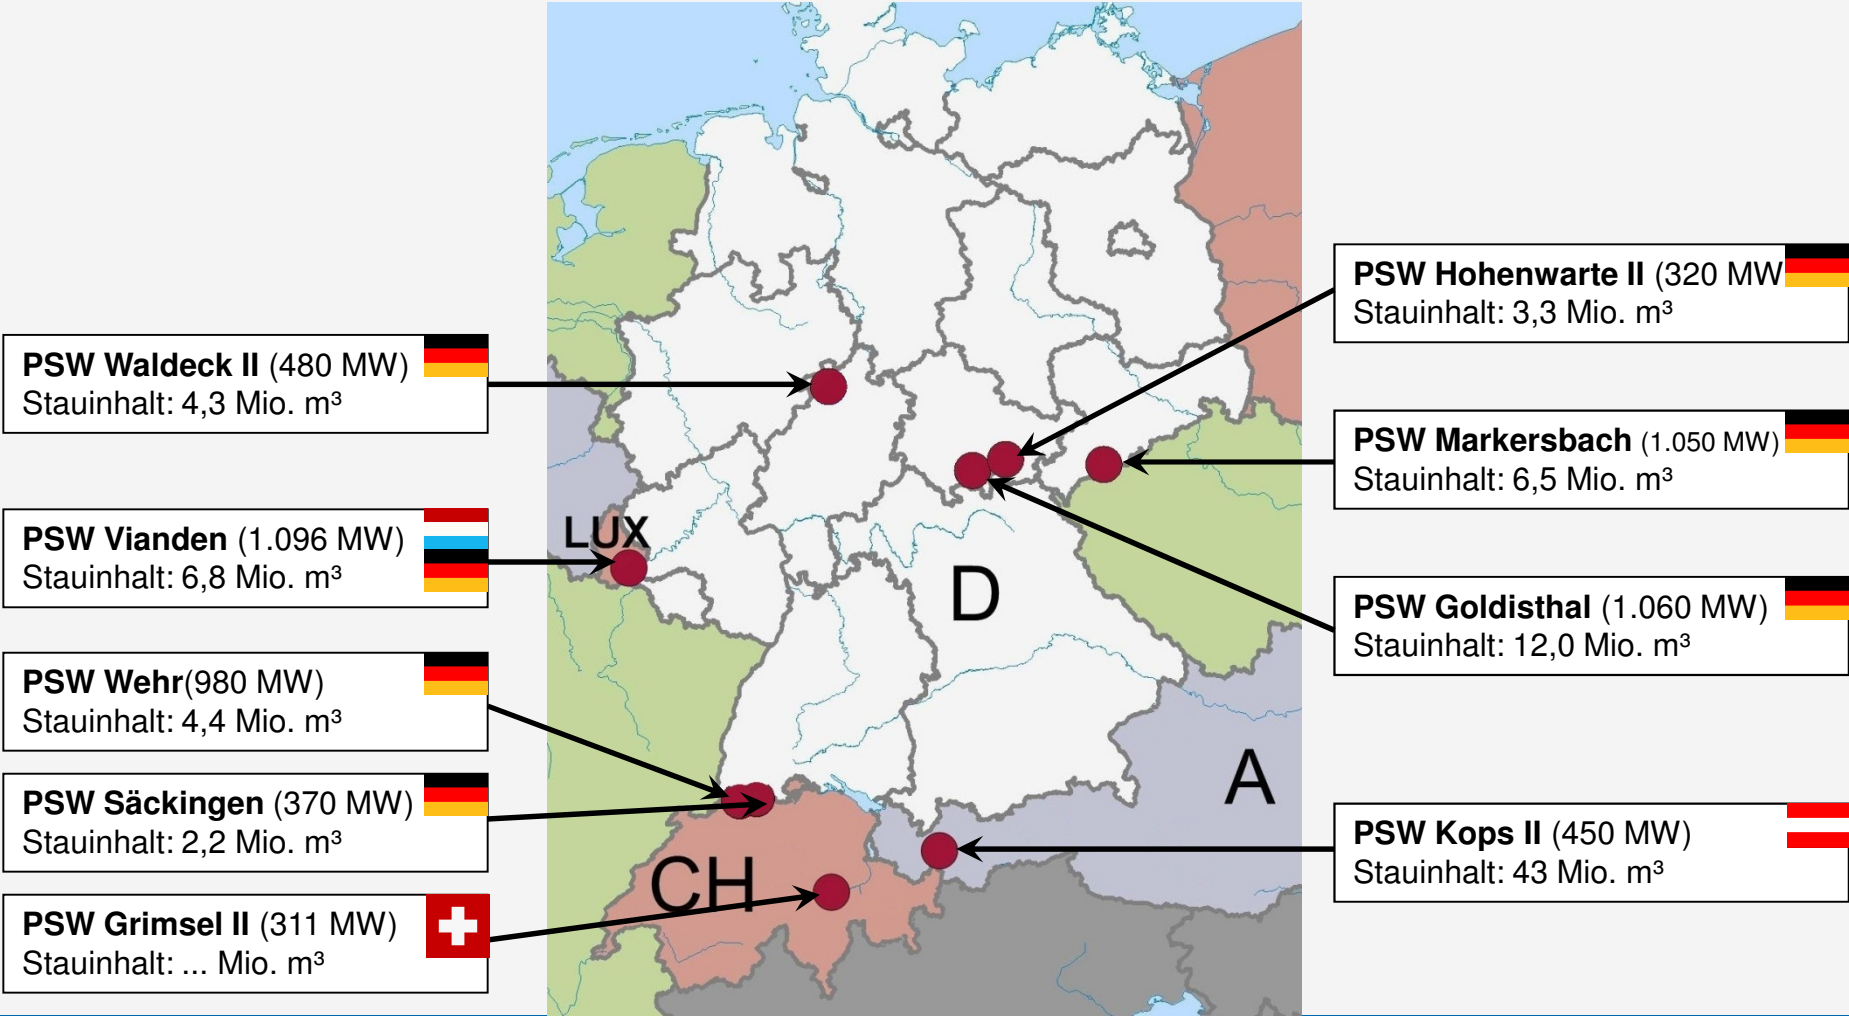 PSW Waldeck II (480 MW)
Stauinhalt: 4,3 Mio. m³
PSW Vianden (1.096 MW)
Stauinhalt: 6,8 Mio. m³
PSW Wehr(980 MW)
Stauinhalt: 4,4 Mio. m³
PSW Säckingen (370 MW)
Stauinhalt: 2,2 Mio. m³
PSW Grimsel II (311 MW)
Stauinhalt: ... Mio. m³
LUX
D
A
CH
PSW Hohenwarte II (320 MW
Stauinhalt: 3,3 Mio. m³
PSW Markersbach (1.050 MW)
Stauinhalt: 6,5 Mio. m³
PSW Goldisthal (1.060 MW)
Stauinhalt: 12,0 Mio. m³
PSW Kops II (450 MW)
Stauinhalt: 43 Mio. m³